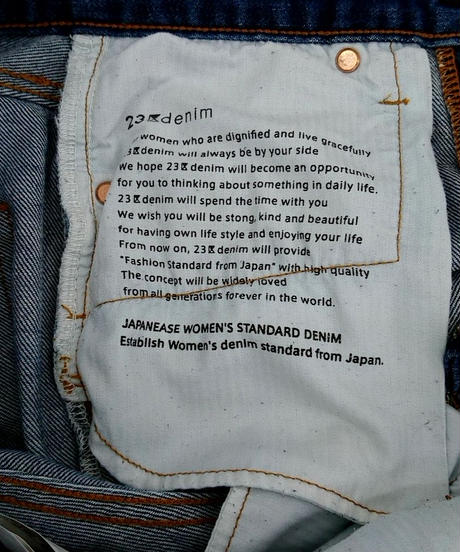 23区denim
women who are dignified and live gracefully
23区denim will always be by your side
We hope 23区denim will become an opportunity
for you to thinking about something in daily life.
23区denim will spend the time with you
We wish you will be stong, kind and beautiful
for having own life style and enjoying your life
From now on, 23区denim will provide
"Fashion Standard from Japan" with high quality
The concept will be widely loved
from all generations forever in the world.
JAPANEASE WOMEN'S STANDARD DENIM
Establish Women's denim standard from Japan.